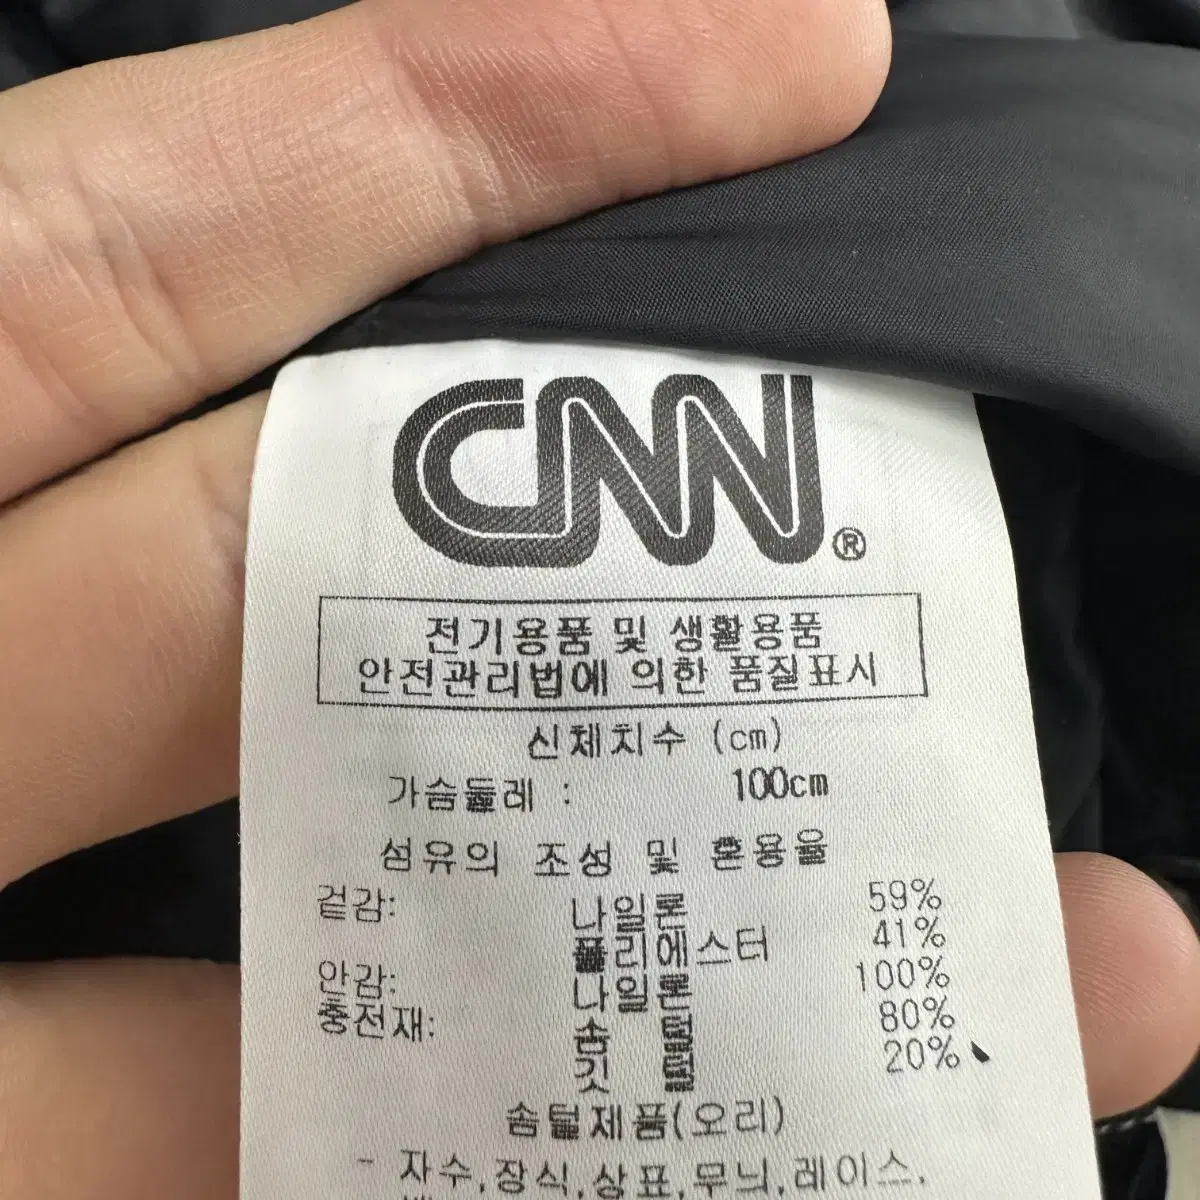 CNN®
전기용품 및 생활용품
안전관리법에 의한 품질표시
신체치수 (cm)
가슴둘레 : 100cm
섬유의 조성 및 혼용율
겉감: 나일론 59%
폴리에스터 41%
안감: 나일론 100%
충전재: 솜 털 80%
깃 털 20%
솜털제품(오리)
- 자수,장식,상표,무늬,레이스,